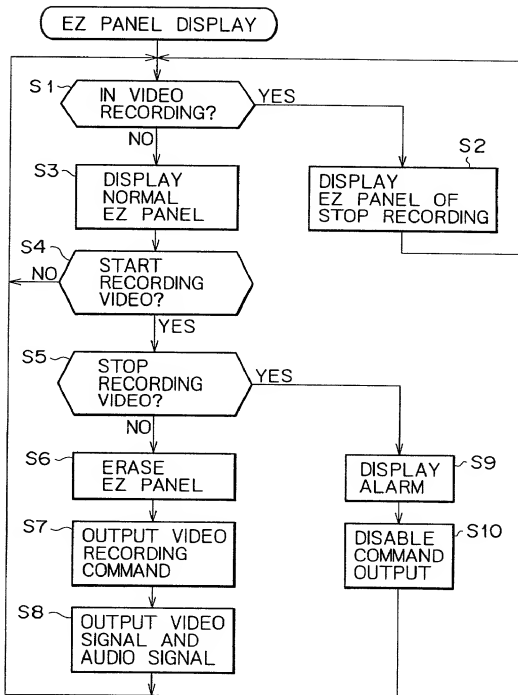 EZ PANEL DISPLAY
S1
IN VIDEO
RECORDING?
YES
NO
S2
DISPLAY
EZ PANEL OF
STOP RECORDING
S3
DISPLAY
NORMAL
EZ PANEL
S4
NO
START
RECORDING
VIDEO?
YES
S5
STOP
RECORDING
VIDEO?
YES
NO
S6
ERASE
EZ PANEL
S9
DISPLAY
ALARM
S7
OUTPUT VIDEO
RECORDING
COMMAND
S10
DISABLE
COMMAND
OUTPUT
S8
OUTPUT VIDEO
SIGNAL AND
AUDIO SIGNAL